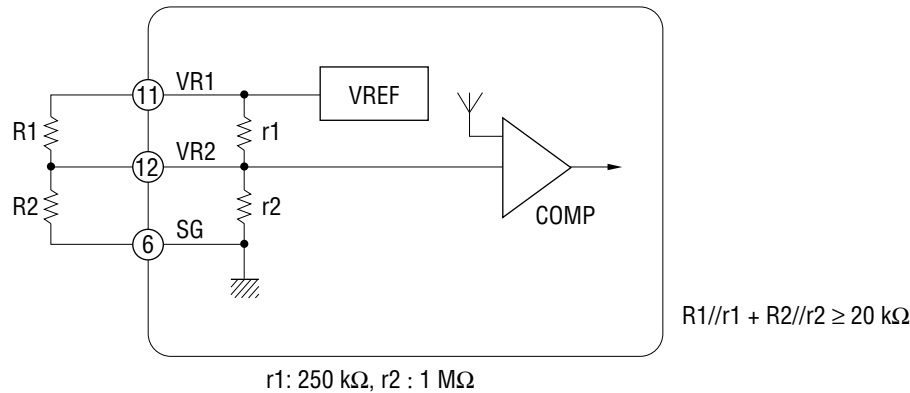 11 VR1
VREF
R1
r1
12 VR2
R2
r2
COMP
6 SG
R1//r1 + R2//r2 ≥ 20 kΩ
r1: 250 kΩ, r2 : 1 MΩ